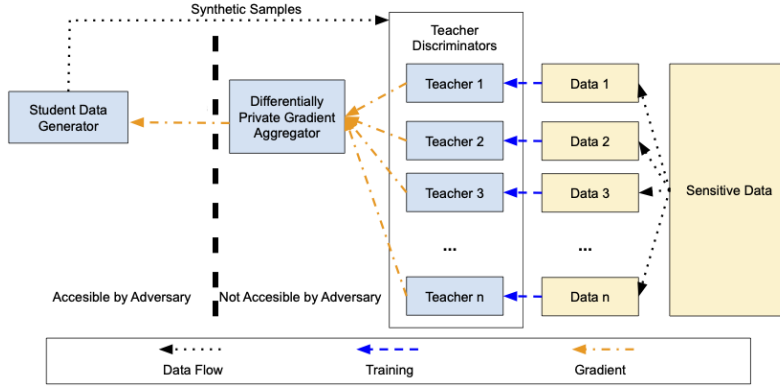 Synthetic Samples
Teacher
Discriminators
Student Data
Generator
Differentially
Private Gradient
Aggregator
Teacher 1
Data 1
Teacher 2
Data 2
Teacher 3
Data 3
Sensitive Data
...
...
Teacher n
Data n
Accesible by Adversary
Not Accesible by Adversary
Data Flow
Training
Gradient